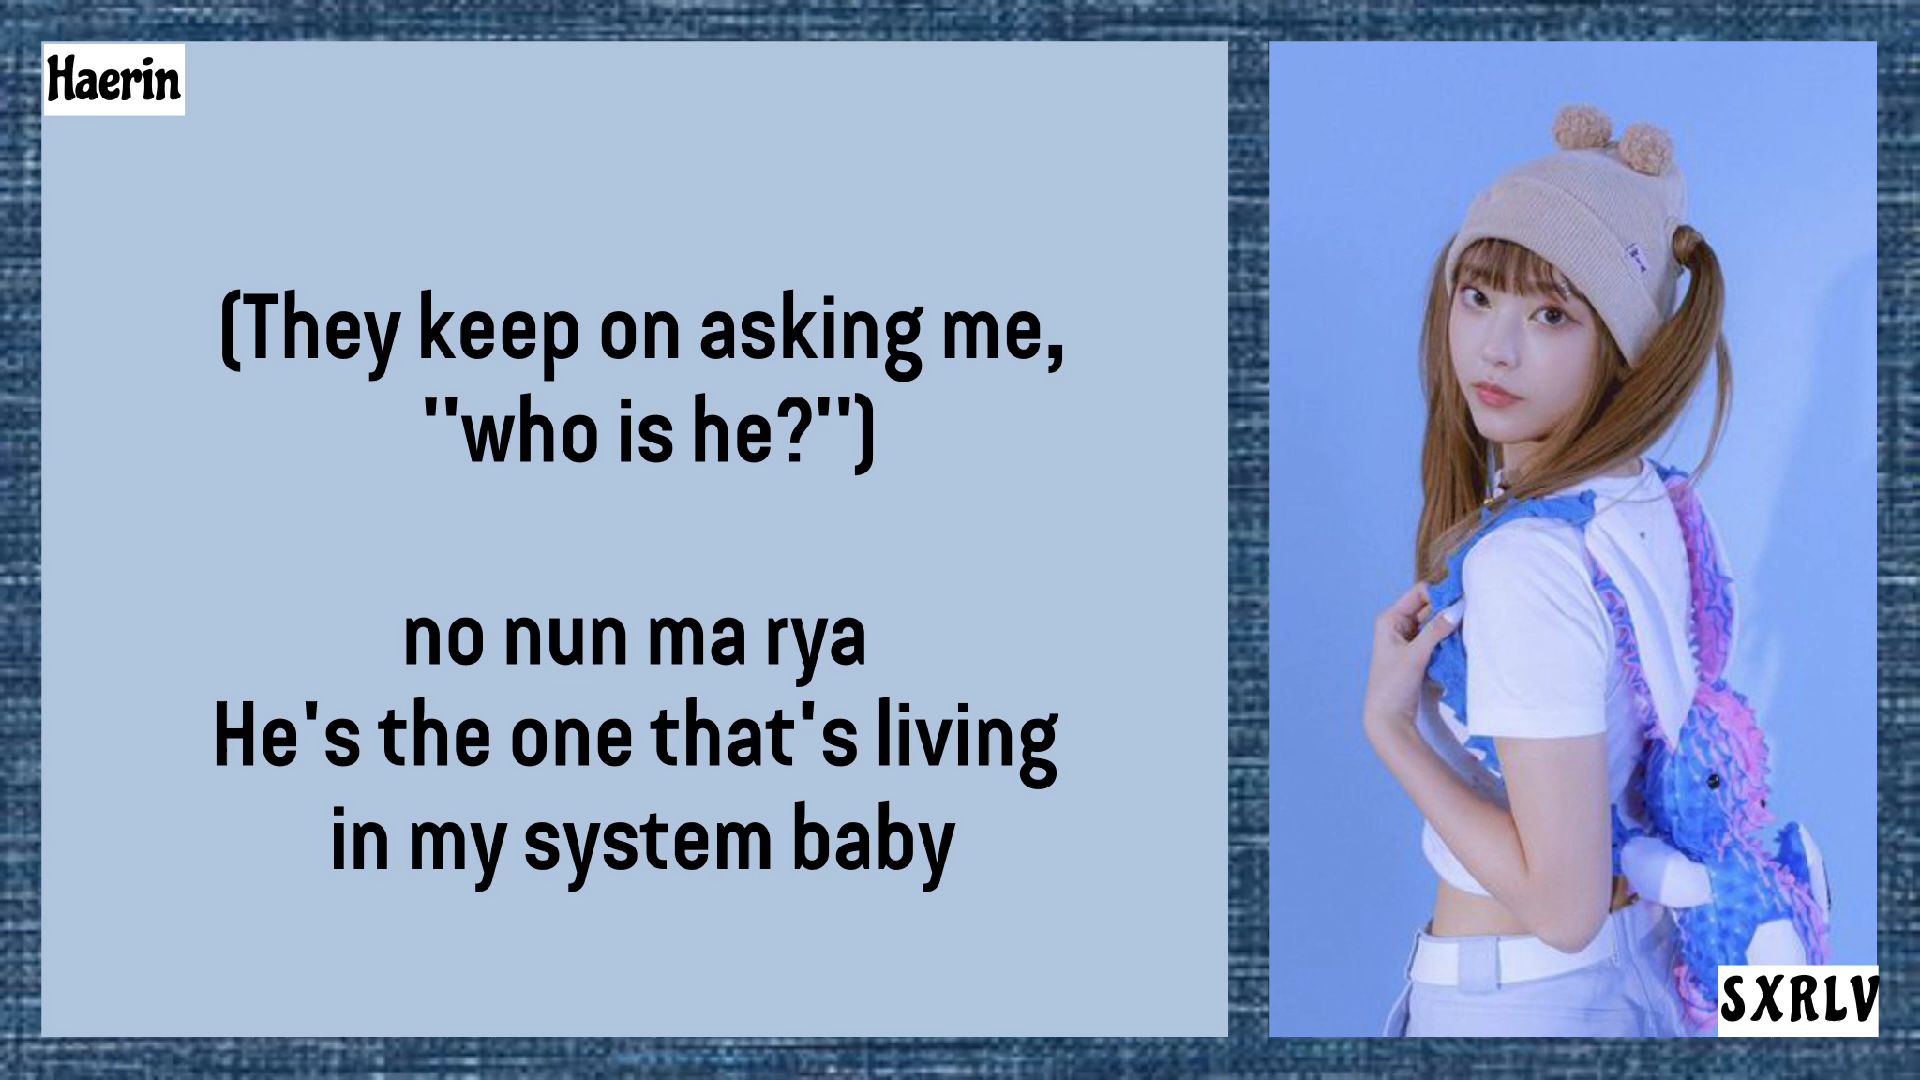 Haerin
(They keep on asking me,
"who is he?")
no nun ma rya
He's the one that's living
in my system baby
SXRLV